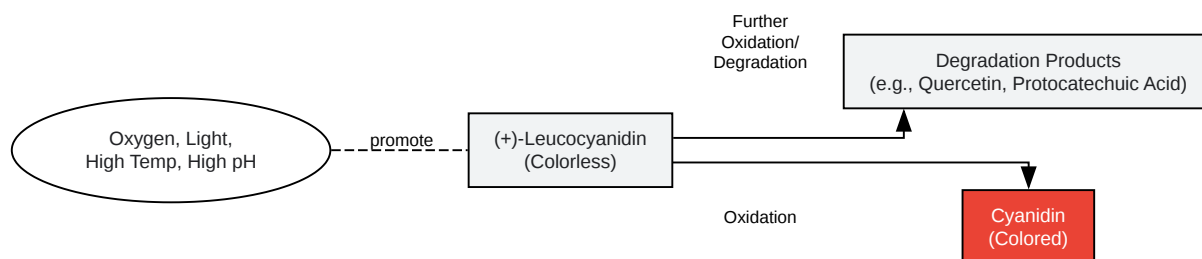 Further
Oxidation/
Degradation
Degradation Products
(e.g., Quercetin, Protocatechuic Acid)
Oxygen, Light,
High Temp, High pH
promote
(+)-Leucocyanidin
(Colorless)
Oxidation
Cyanidin
(Colored)